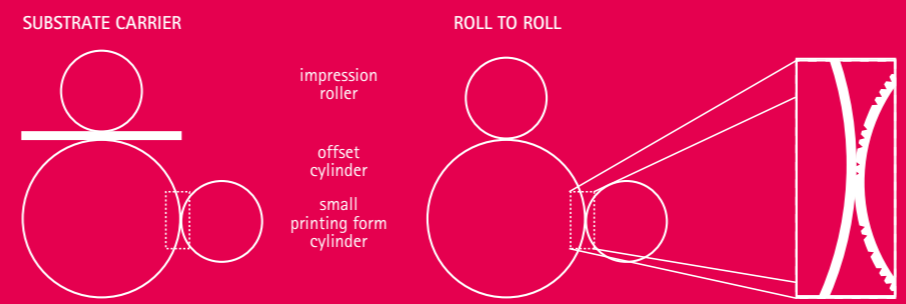 SUBSTRATE CARRIER
ROLL TO ROLL
impression
roller
offset
cylinder
small
printing form
cylinder